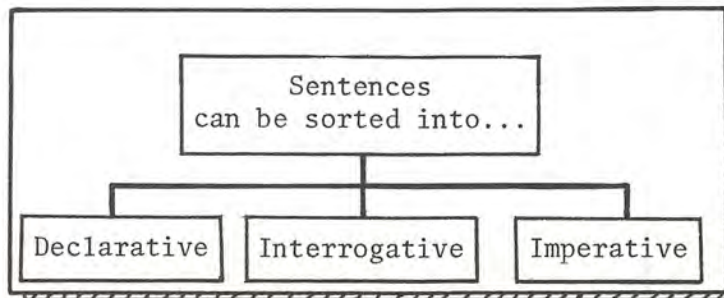 Sentences
can be sorted into...
Declarative
Interrogative
Imperative